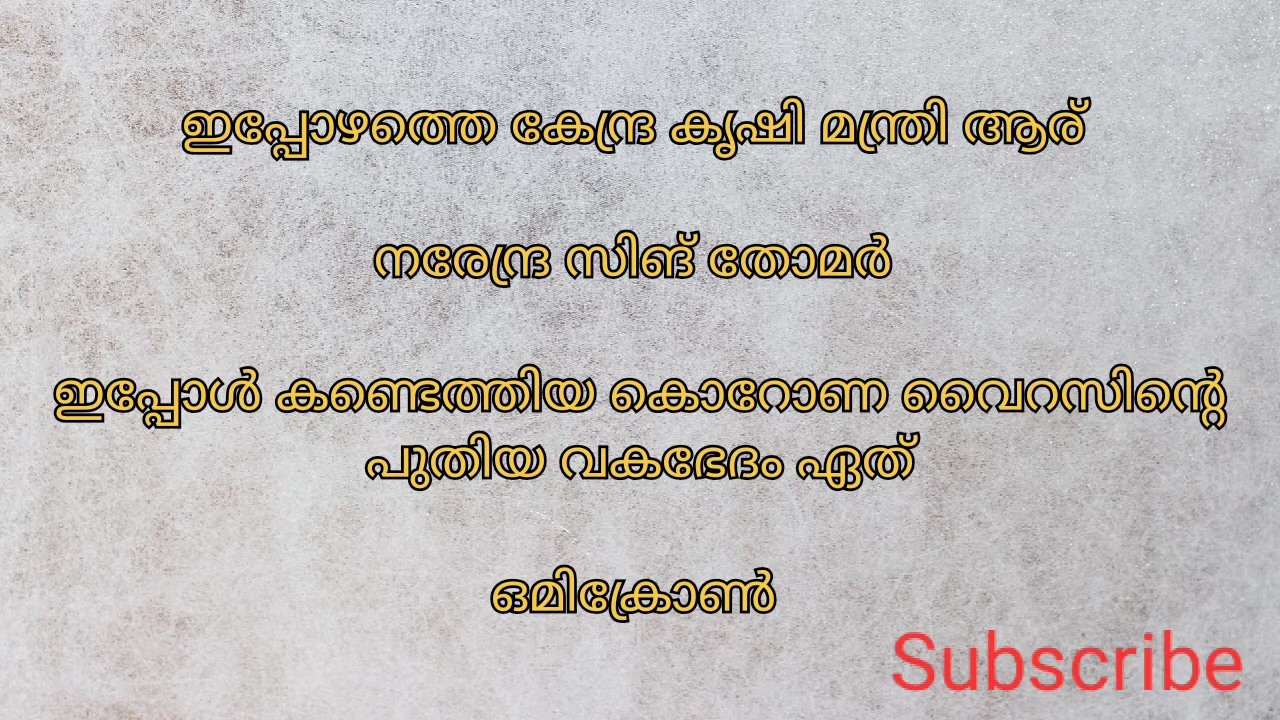 ഇപ്പോഴത്തെ കേന്ദ്ര കൃഷി മന്ത്രി ആര്
നരേന്ദ്ര സിങ് തോമർ
ഇപ്പോൾ കണ്ടെത്തിയ കൊറോണ വൈറസിന്റെ
പുതിയ വകഭേദം ഏത്
ഒമിക്രോൺ
Subscribe